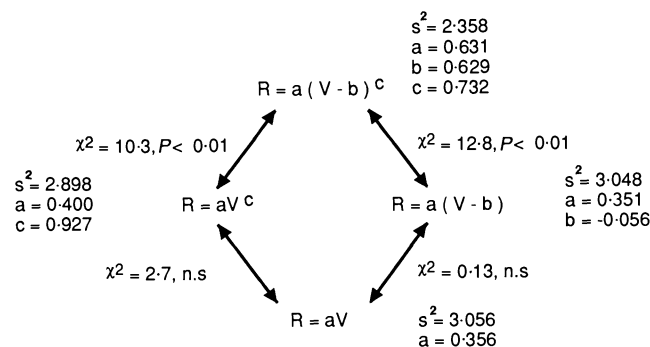 s² = 2·358
a = 0·631
b = 0·629
c = 0·732
R = a ( V - b ) ᶜ
χ2 = 10·3, P< 0·01
χ2 = 12·8, P< 0·01
s² = 2·898
a = 0·400
c = 0·927
R = aV ᶜ
R = a ( V - b )
s² = 3·048
a = 0·351
b = -0·056
χ2 = 2·7, n.s
χ2 = 0·13, n.s
R = aV
s² = 3·056
a = 0·356